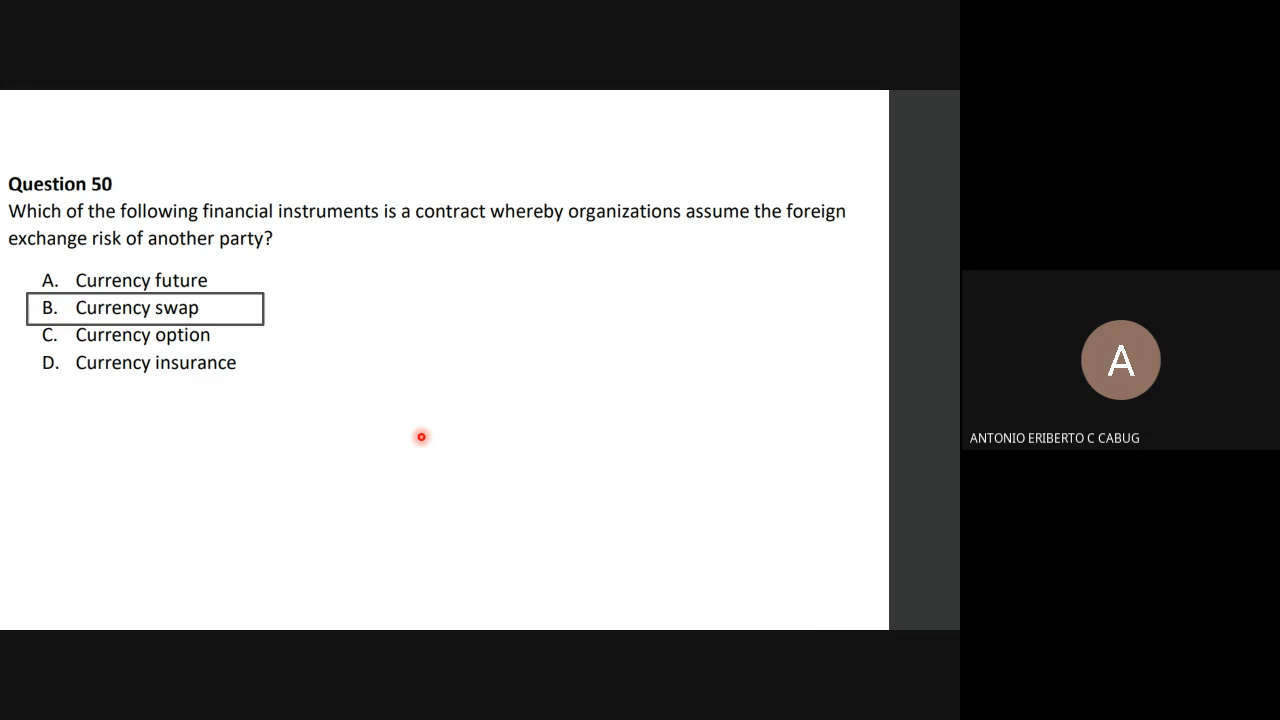 Question 50
Which of the following financial instruments is a contract whereby organizations assume the foreign
exchange risk of another party?
A. Currency future
B. Currency swap
C. Currency option
D. Currency insurance
A
ANTONIO ERIBERTO C CABUG